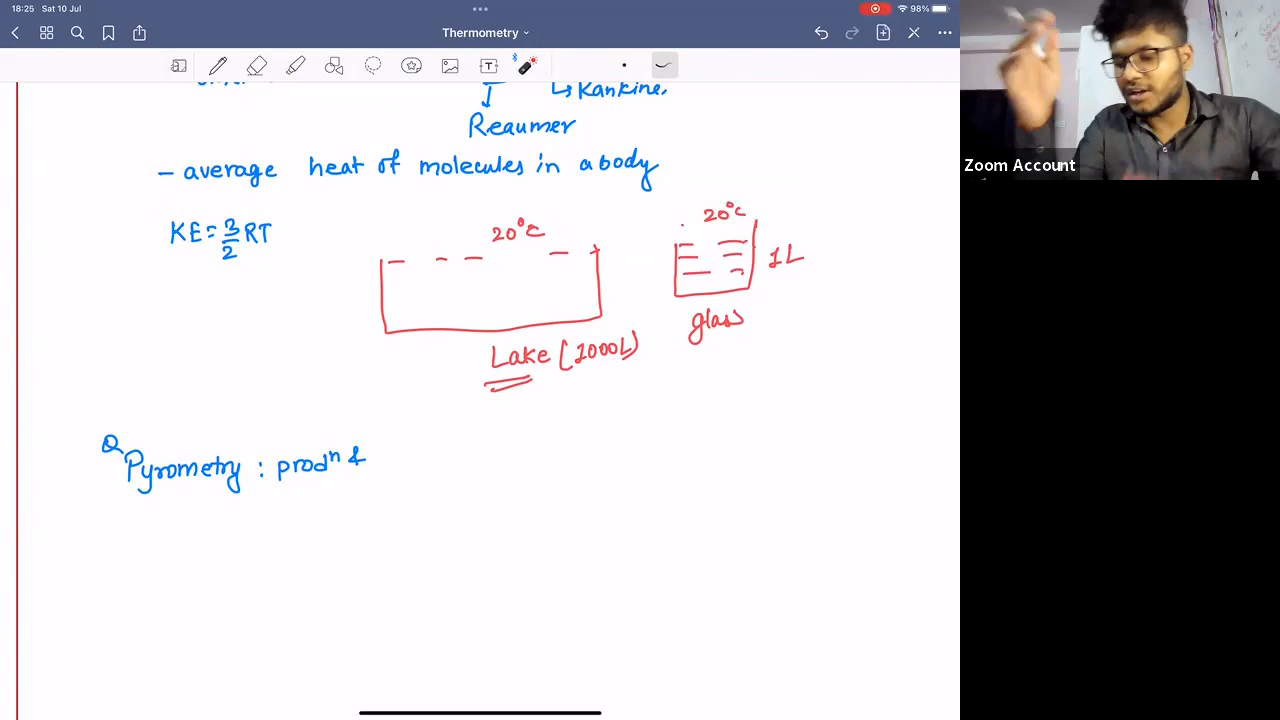 18:25 Sat 10 Jul
98%
Thermometry
Rankine,
Reaumer
- average heat of molecules in a body
KE = 3/2 RT
20°C
20°C
1L
glass
Lake (1000L)
Q
Pyrometry : prodⁿ &
Zoom Account